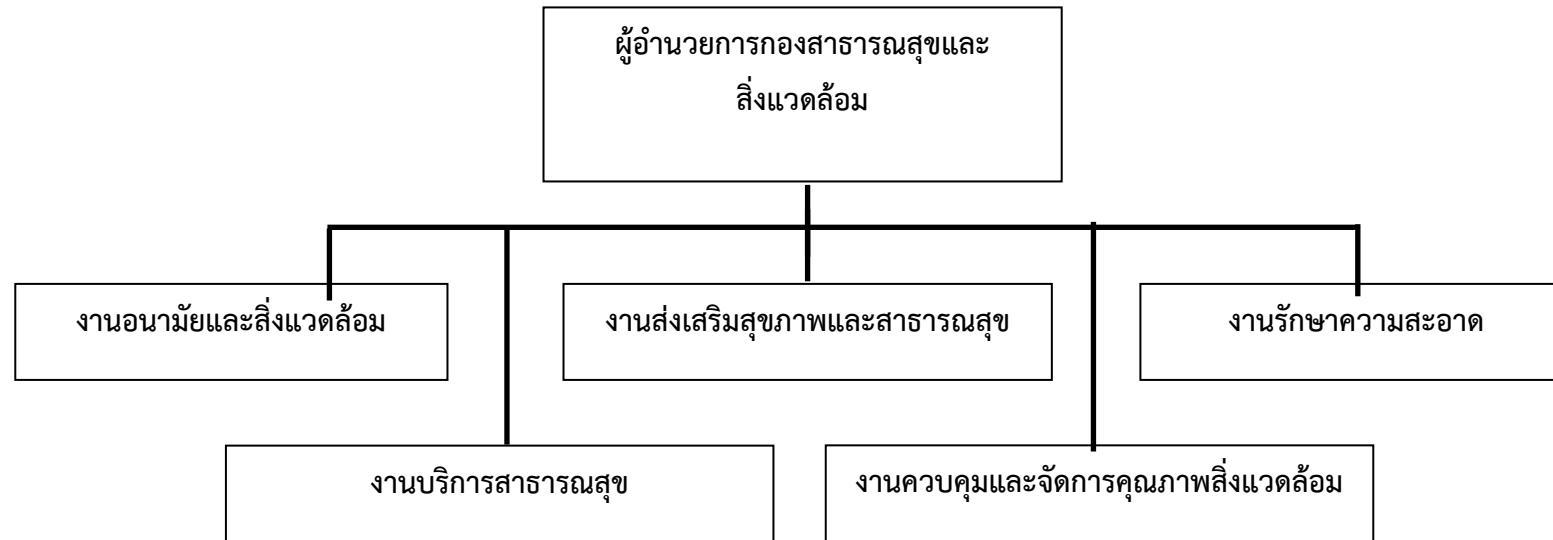 ผู้อำนวยการกองสาธารณสุขและ
สิ่งแวดล้อม
งานอนามัยและสิ่งแวดล้อม
งานส่งเสริมสุขภาพและสาธารณสุข
งานรักษาความสะอาด
งานบริการสาธารณสุข
งานควบคุมและจัดการคุณภาพสิ่งแวดล้อม